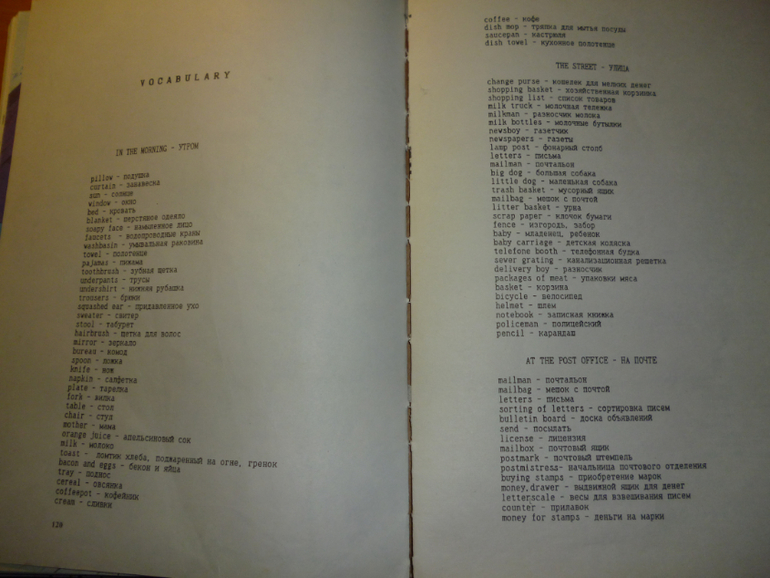 VOCABULARY
IN THE MORNING - УТРОМ
pillow - подушка
curtain - занавеска
sun - солнце
window - окно
bed - кровать
blanket - шерстяное одеяло
soapy face - намыленное лицо
faucets - водопроводные краны
washbasin - умывальная раковина
towel - полотенце
pajamas - пижама
toothbrush - зубная щетка
underpants - трусы
undershirt - нижняя рубашка
trousers - брюки
squashed ear - придавленное ухо
sweater - свитер
stool - табурет
hairbrush - щетка для волос
mirror - зеркало
bureau - комод
spoon - ложка
knife - нож
napkin - салфетка
plate - тарелка
fork - вилка
table - стол
chair - стул
mother - мама
orange juice - апельсиновый сок
milk - молоко
toast - ломтик хлеба, поджаренный на огне, гренок
bacon and eggs - бекон и яйца
tray - поднос
cereal - овсянка
coffeepot - кофейник
cream - сливки
128
coffee - кофе
dish mop - тряпка для мытья посуды
saucepan - кастрюля
dish towel - кухонное полотенце
THE STREET - УЛИЦА
change purse - кошелек для мелких денег
shopping basket - хозяйственная корзинка
shopping list - список товаров
milk truck - молочная тележка
milkman - разносчик молока
milk bottles - молочные бутылки
newsboy - газетчик
newspapers - газеты
lamp post - фонарный столб
letters - письма
mailman - почтальон
big dog - большая собака
little dog - маленькая собака
trash basket - мусорный ящик
mailbag - мешок с почтой
litter basket - урна
scrap paper - клочок бумаги
fence - изгородь, забор
baby - младенец, ребенок
baby carriage - детская коляска
telefone booth - телефонная будка
sewer grating - канализационная решетка
delivery boy - разносчик
packages of meat - упаковки мяса
basket - корзина
bicycle - велосипед
helmet - шлем
notebook - записная книжка
policeman - полицейский
pencil - карандаш
AT THE POST OFFICE - НА ПОЧТЕ
mailman - почтальон
mailbag - мешок с почтой
letters - письма
sorting of letters - сортировка писем
bulletin board - доска объявлений
send - посылать
license - лицензия
mailbox - почтовый ящик
postmark - почтовый штемпель
postmistress- начальница почтового отделения
buying stamps - приобретение марок
money.drawer - выдвижной ящик для денег
letterscale - весы для взвешивания писем
counter - прилавок
money for stamps - деньги на марки